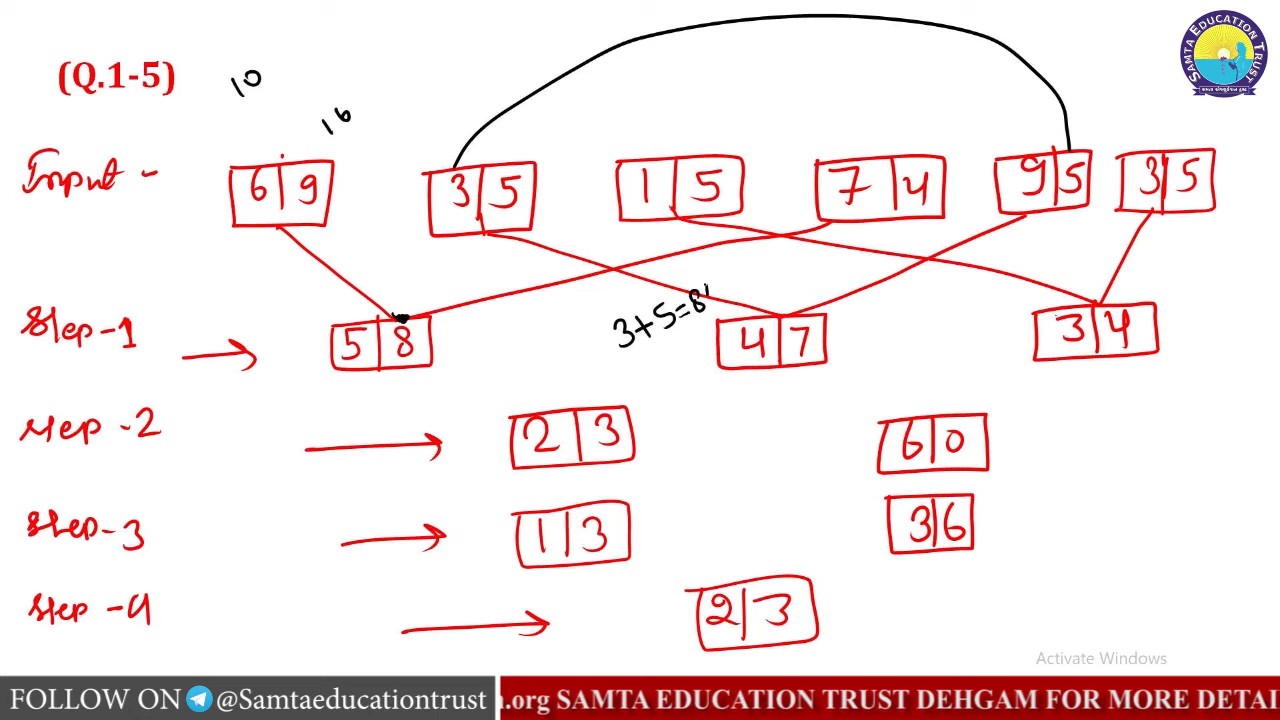 (Q.1-5)
10
16
SAMTA EDUCATION TRUST
Input - 6 9 3 5 1 5 7 4 9 5 3 5
3+5=8
Step-1 → 5 8 4 7 3 4
Step-2 → 2 3 6 0
Step-3 → 1 3 3 6
Step-4 → 2 3
Activate Windows
FOLLOW ON @Samtaeducationtrust n.org SAMTA EDUCATION TRUST DEHGAM FOR MORE DETAI